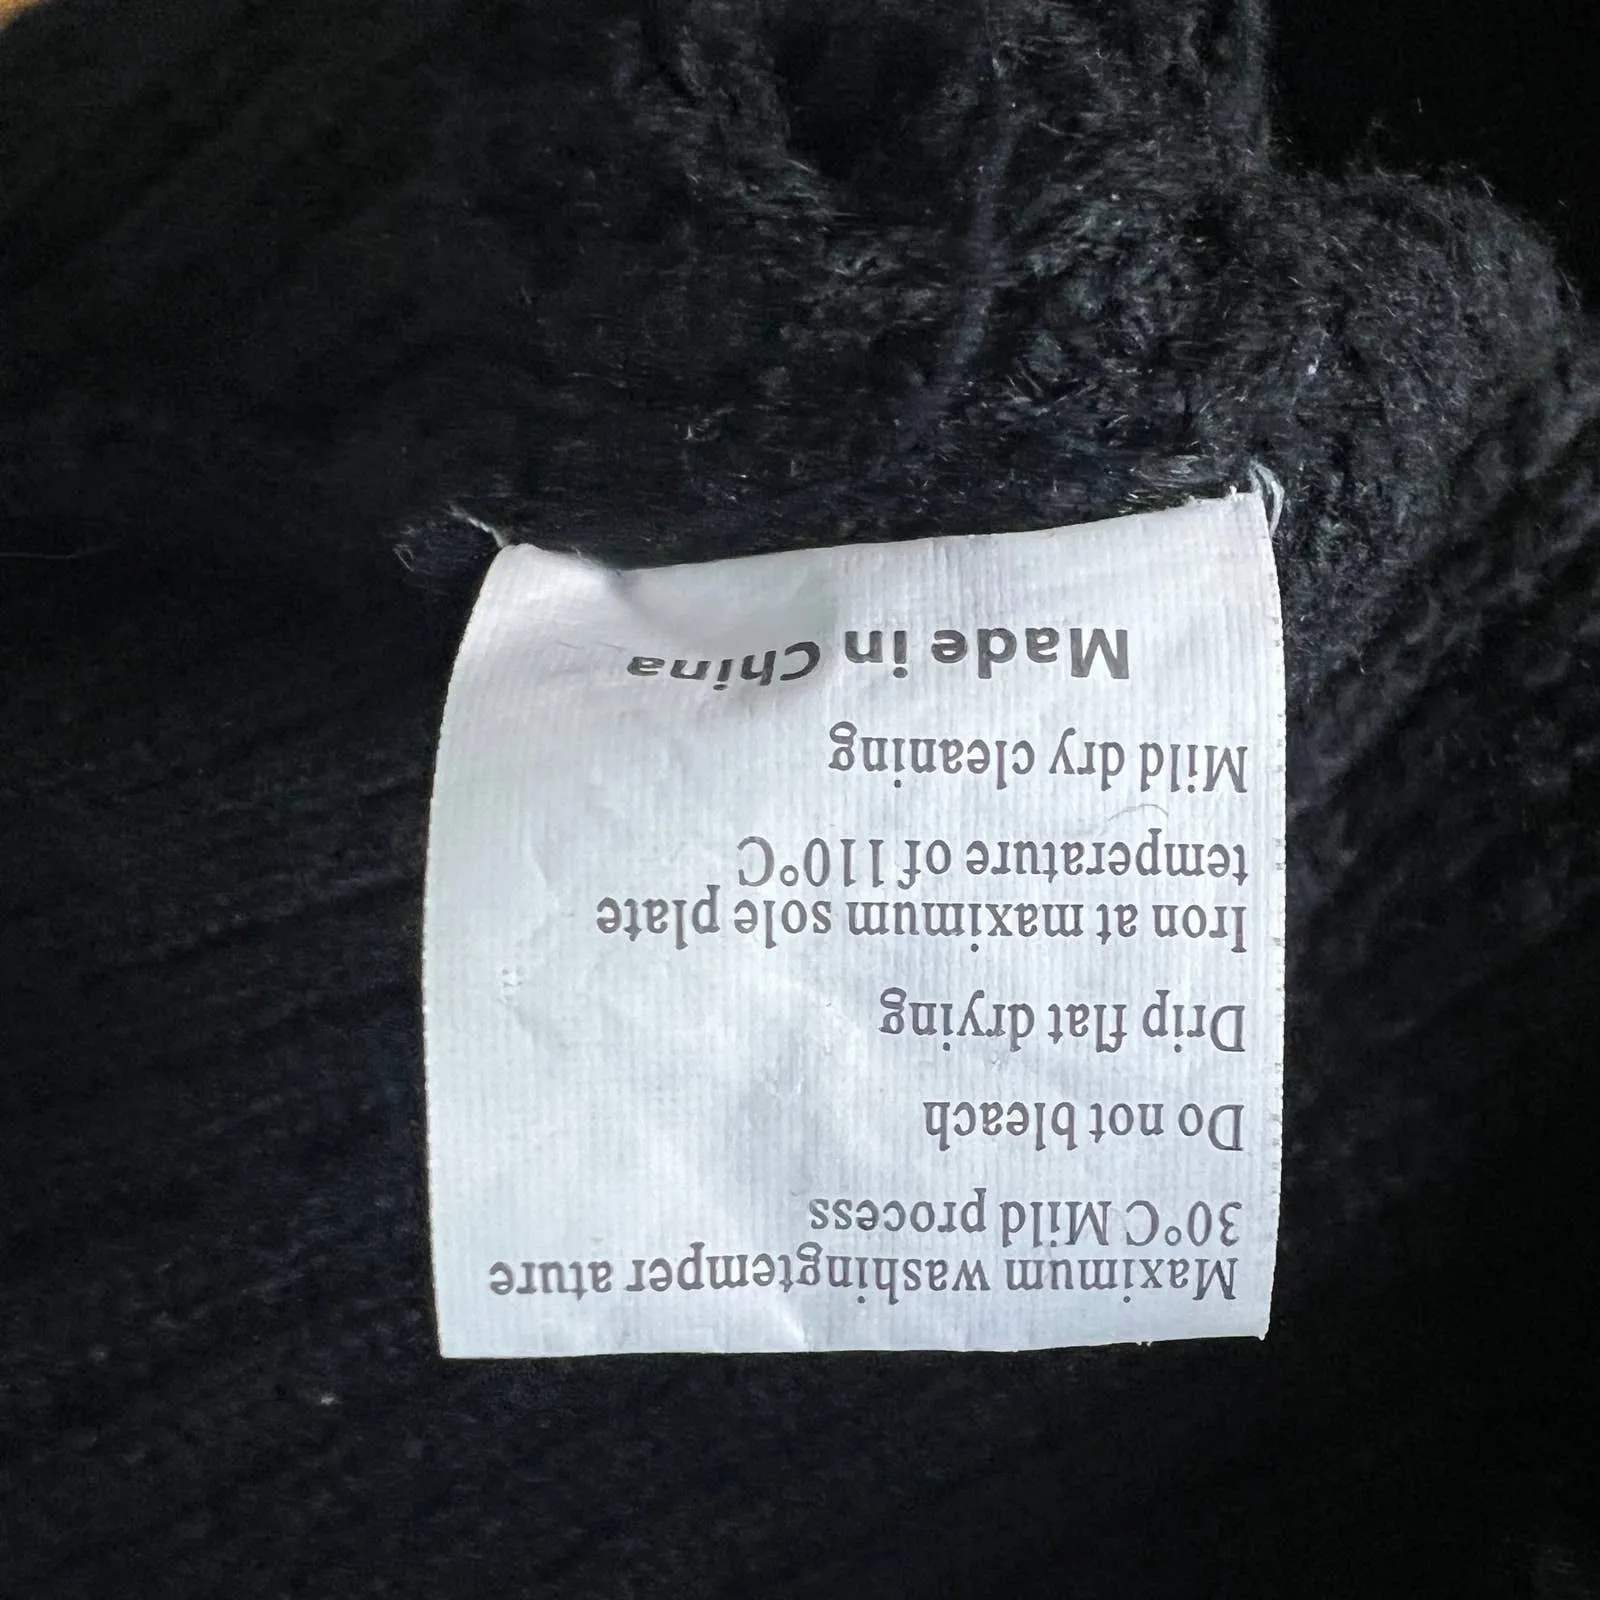 Maximum washingtemper ature
30°C Mild process
Do not bleach
Drip flat drying
Iron at maximum sole plate
temperature of 110°C
Mild dry cleaning
Made in China